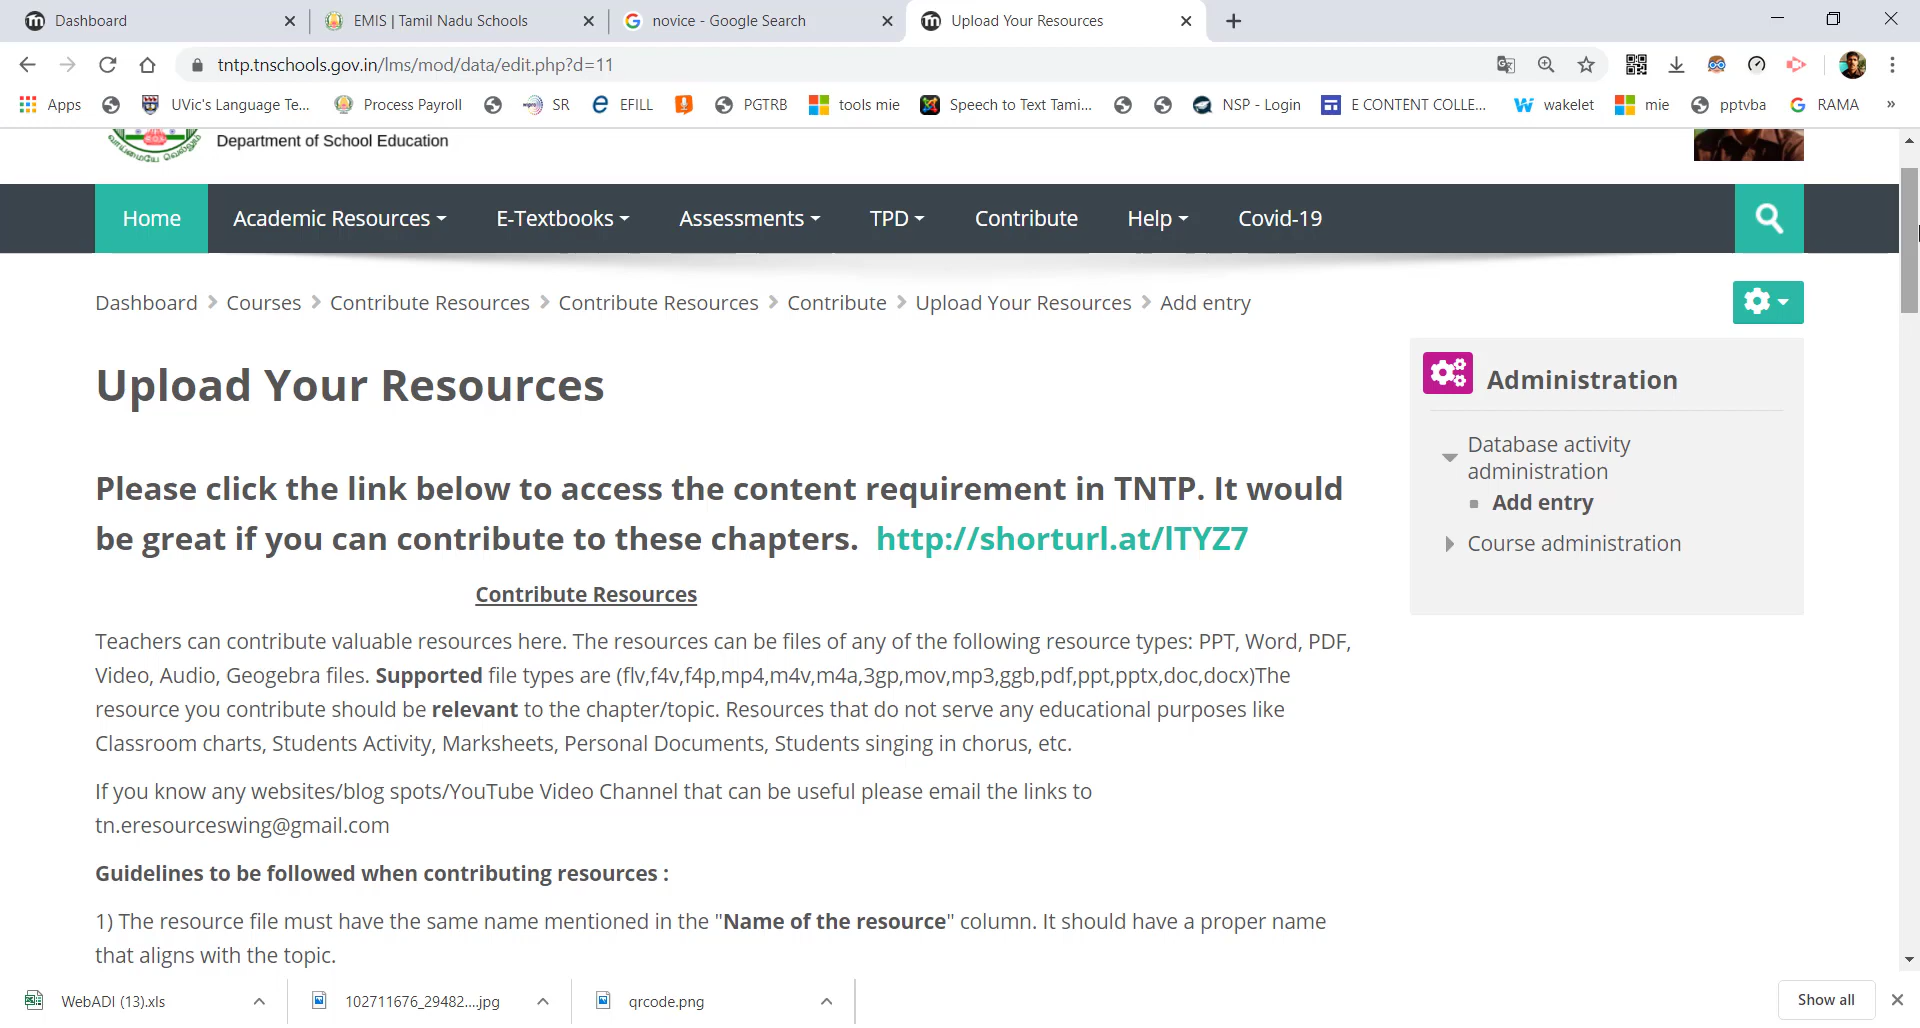 Dashboard
EMIS | Tamil Nadu Schools
novice - Google Search
Upload Your Resources
tntp.tnschools.gov.in/lms/mod/data/edit.php?d=11
Apps
UVic's Language Te...
Process Payroll
SR
EFILL
PGTRB
tools mie
Speech to Text Tami...
NSP - Login
E CONTENT COLLE...
wakelet
mie
pptvba
RAMA
»
வாய்மையே வெல்லும்
Department of School Education
Home
Academic Resources
E-Textbooks
Assessments
TPD
Contribute
Help
Covid-19
Dashboard > Courses > Contribute Resources > Contribute Resources > Contribute > Upload Your Resources > Add entry
Upload Your Resources
Administration
Database activity
administration
Add entry
Course administration
Please click the link below to access the content requirement in TNTP. It would
be great if you can contribute to these chapters. http://shorturl.at/lTYZ7
Contribute Resources
Teachers can contribute valuable resources here. The resources can be files of any of the following resource types: PPT, Word, PDF,
Video, Audio, Geogebra files. Supported file types are (flv,f4v,f4p,mp4,m4v,m4a,3gp,mov,mp3,ggb,pdf,ppt,pptx,doc,docx)The
resource you contribute should be relevant to the chapter/topic. Resources that do not serve any educational purposes like
Classroom charts, Students Activity, Marksheets, Personal Documents, Students singing in chorus, etc.
If you know any websites/blog spots/YouTube Video Channel that can be useful please email the links to
tn.eresourceswing@gmail.com
Guidelines to be followed when contributing resources :
1) The resource file must have the same name mentioned in the "Name of the resource" column. It should have a proper name
that aligns with the topic.
WebADI (13).xls
102711676_29482....jpg
qrcode.png
Show all